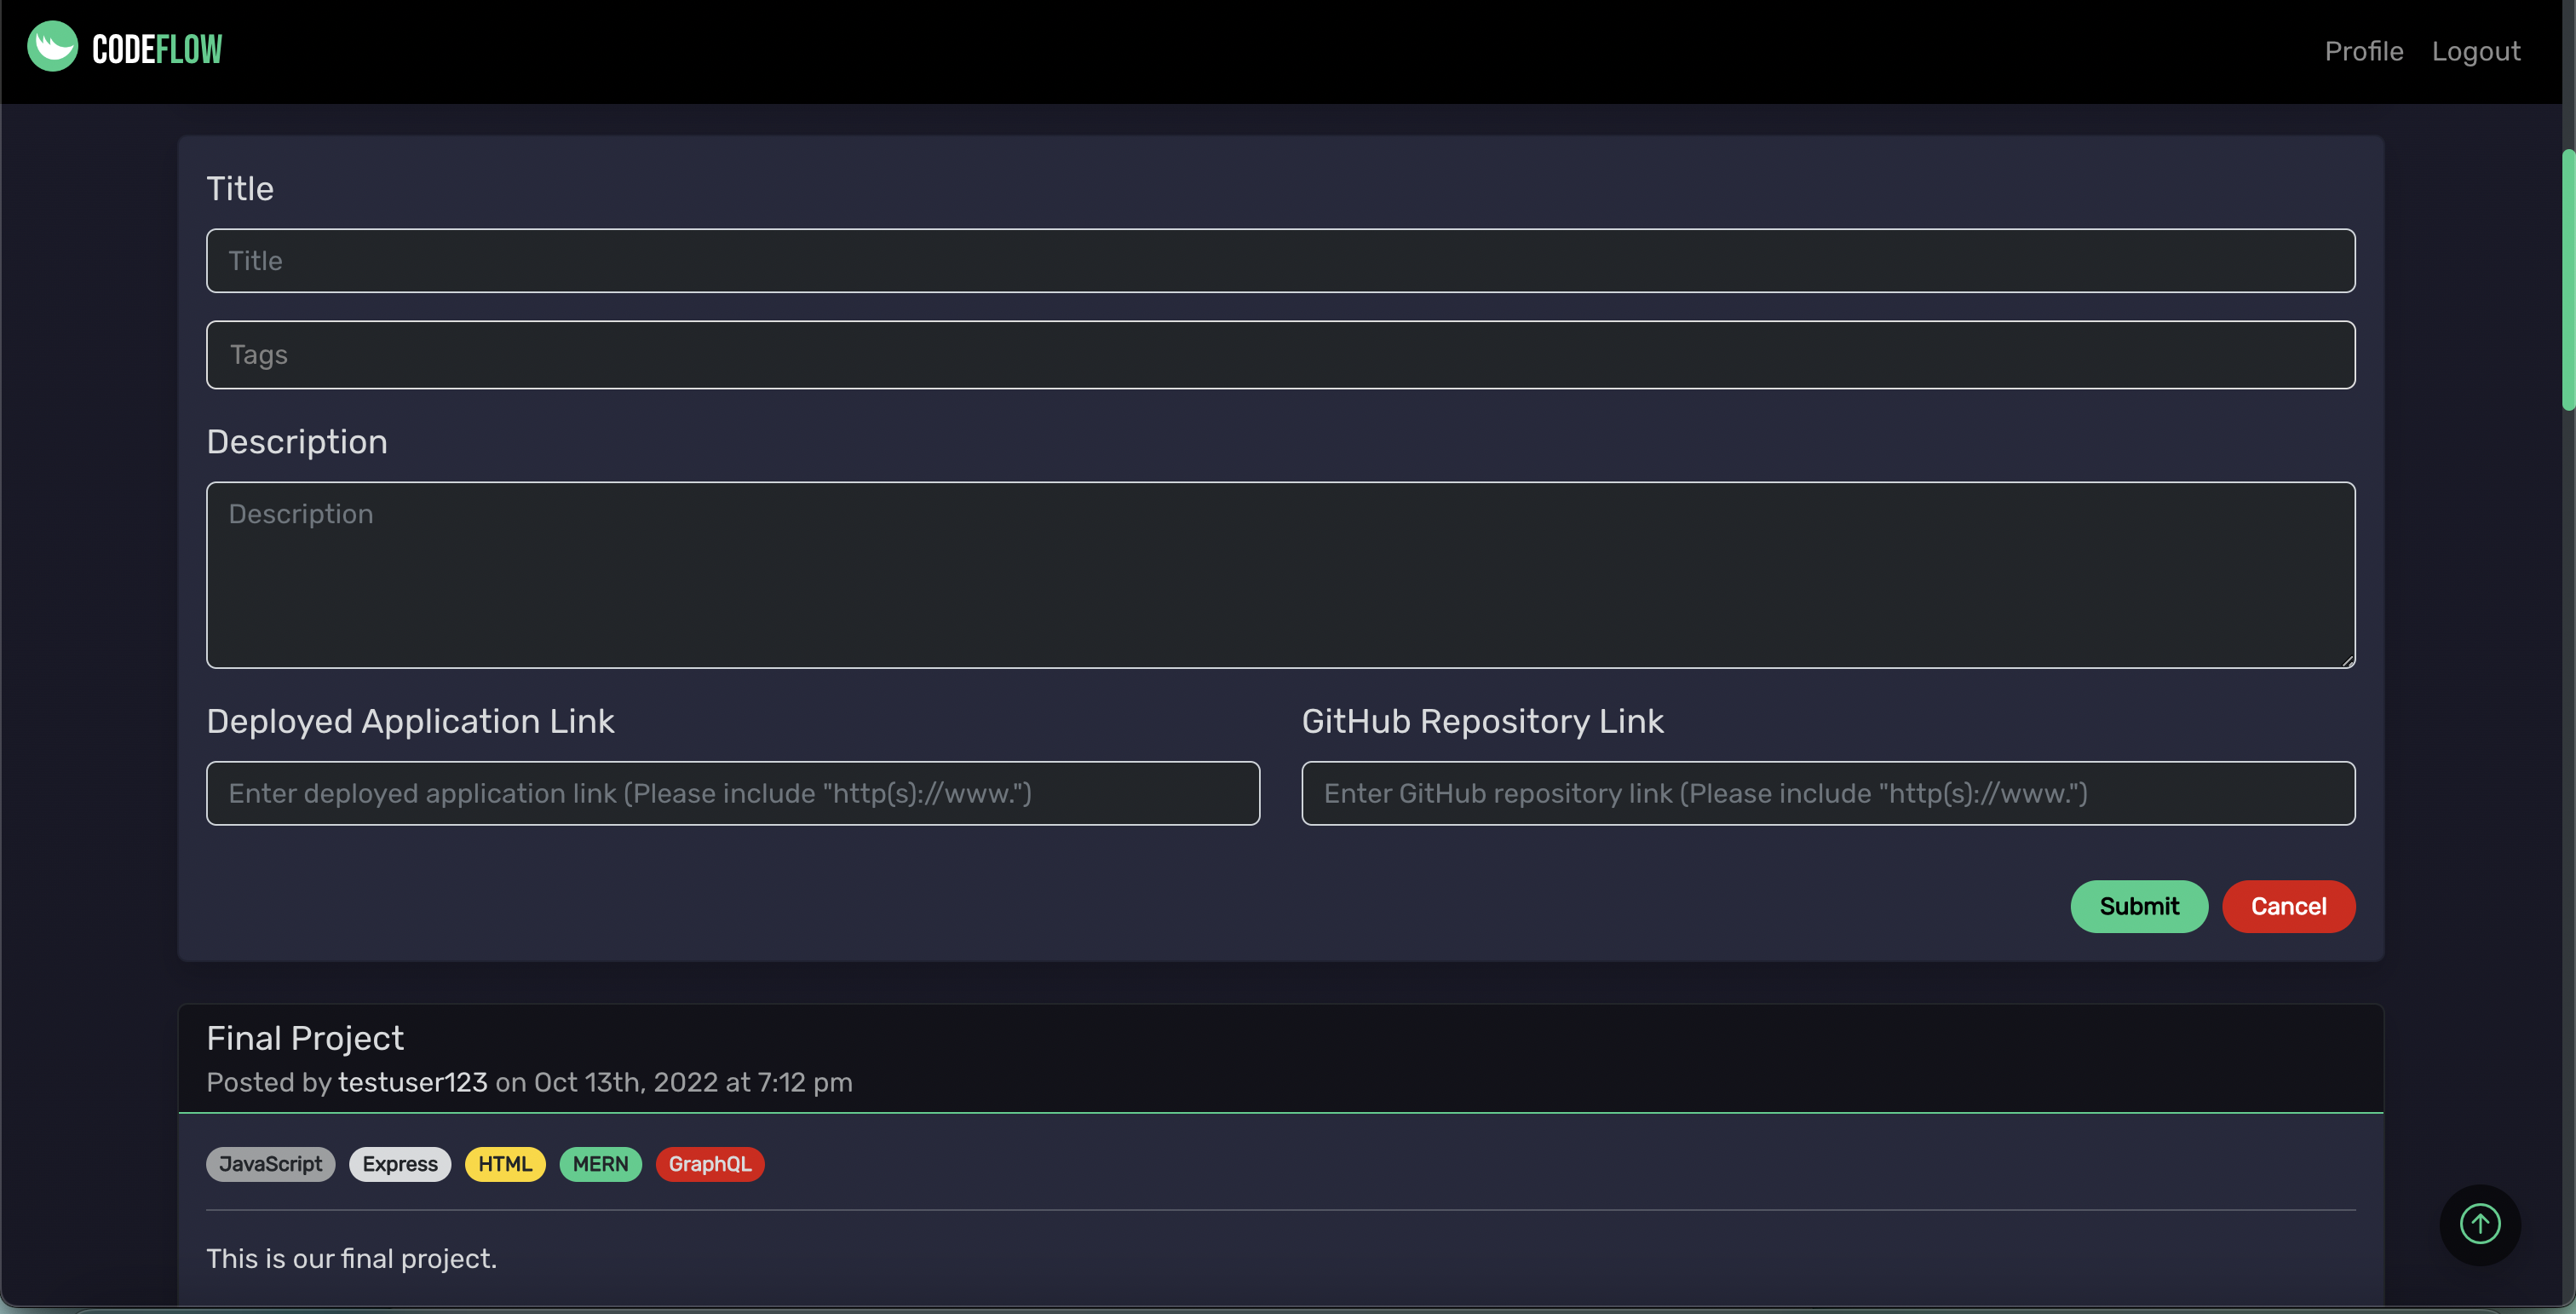 CODEFLOW
Profile Logout
Title
Title
Tags
Description
Description
Deployed Application Link GitHub Repository Link
Enter deployed application link (Please include "http(s)://www.") Enter GitHub repository link (Please include "http(s)://www.")
Submit Cancel
Final Project
Posted by testuser123 on Oct 13th, 2022 at 7:12 pm
JavaScript Express HTML MERN GraphQL
This is our final project.